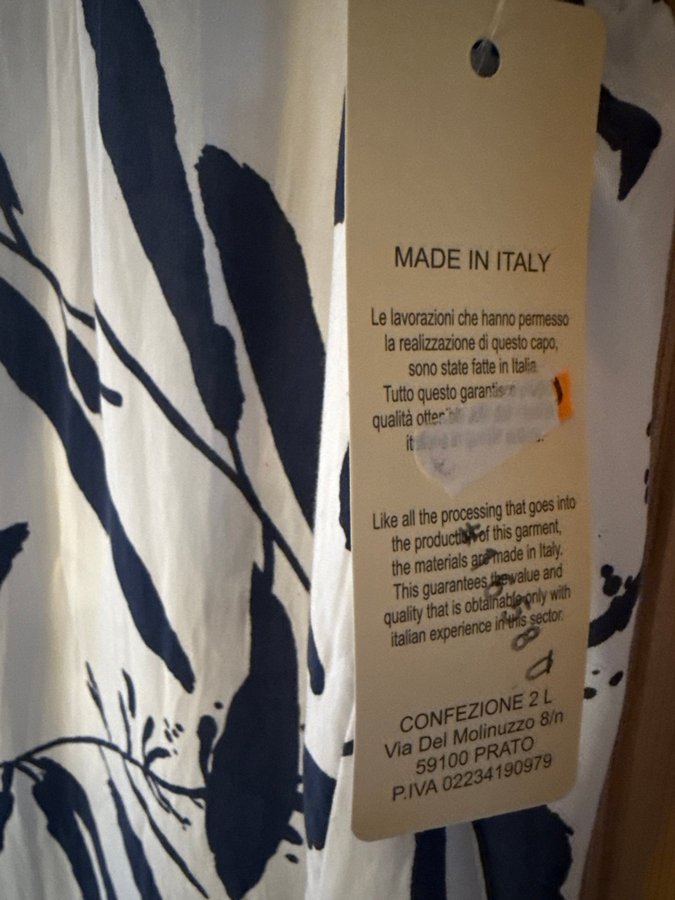 MADE IN ITALY
Le lavorazioni che hanno permesso
la realizzazione di questo capo,
sono state fatte in Italia.
Tutto questo
qualità
Like all the processing that goes into
the production of this garment,
the materials are made in Italy.
This guarantees the value and
quality that is obtainable only with
italian experience in this sector.
CONFEZIONE 2 L
Via Del Molinuzzo 8/n
59100 PRATO
P.IVA 02234190979